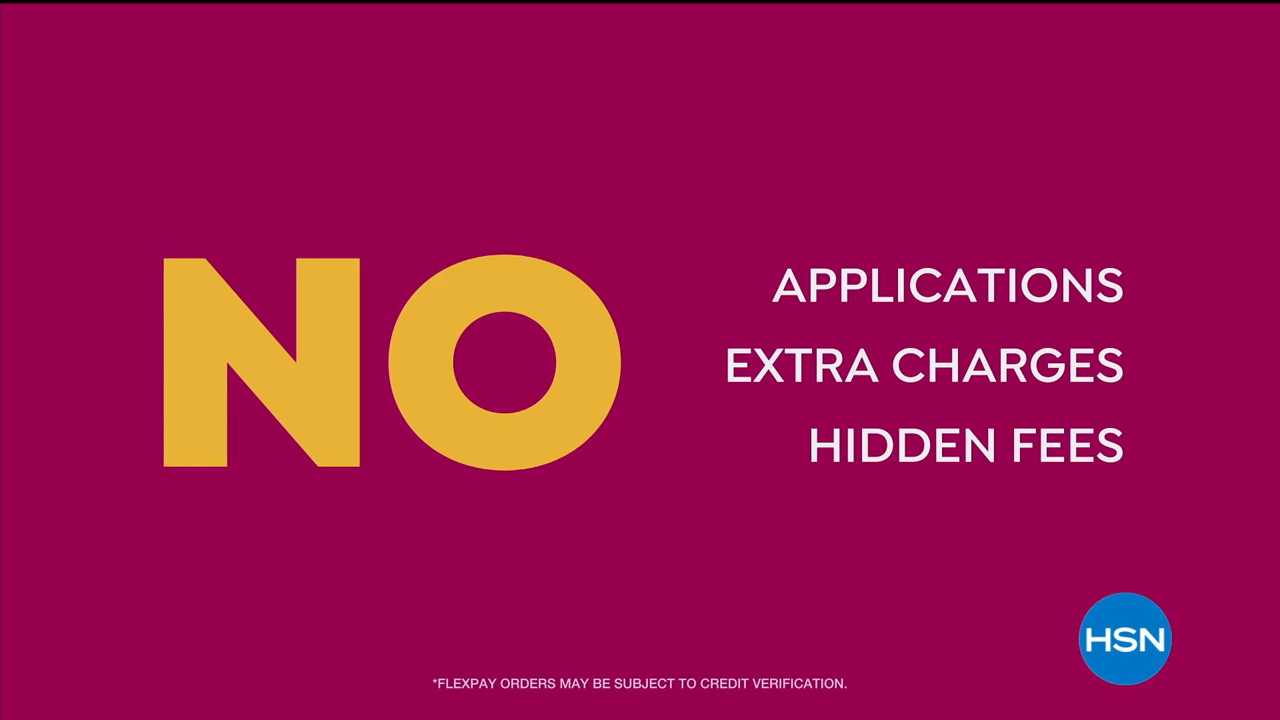 NO
APPLICATIONS
EXTRA CHARGES
HIDDEN FEES
HSN
*FLEXPAY ORDERS MAY BE SUBJECT TO CREDIT VERIFICATION.